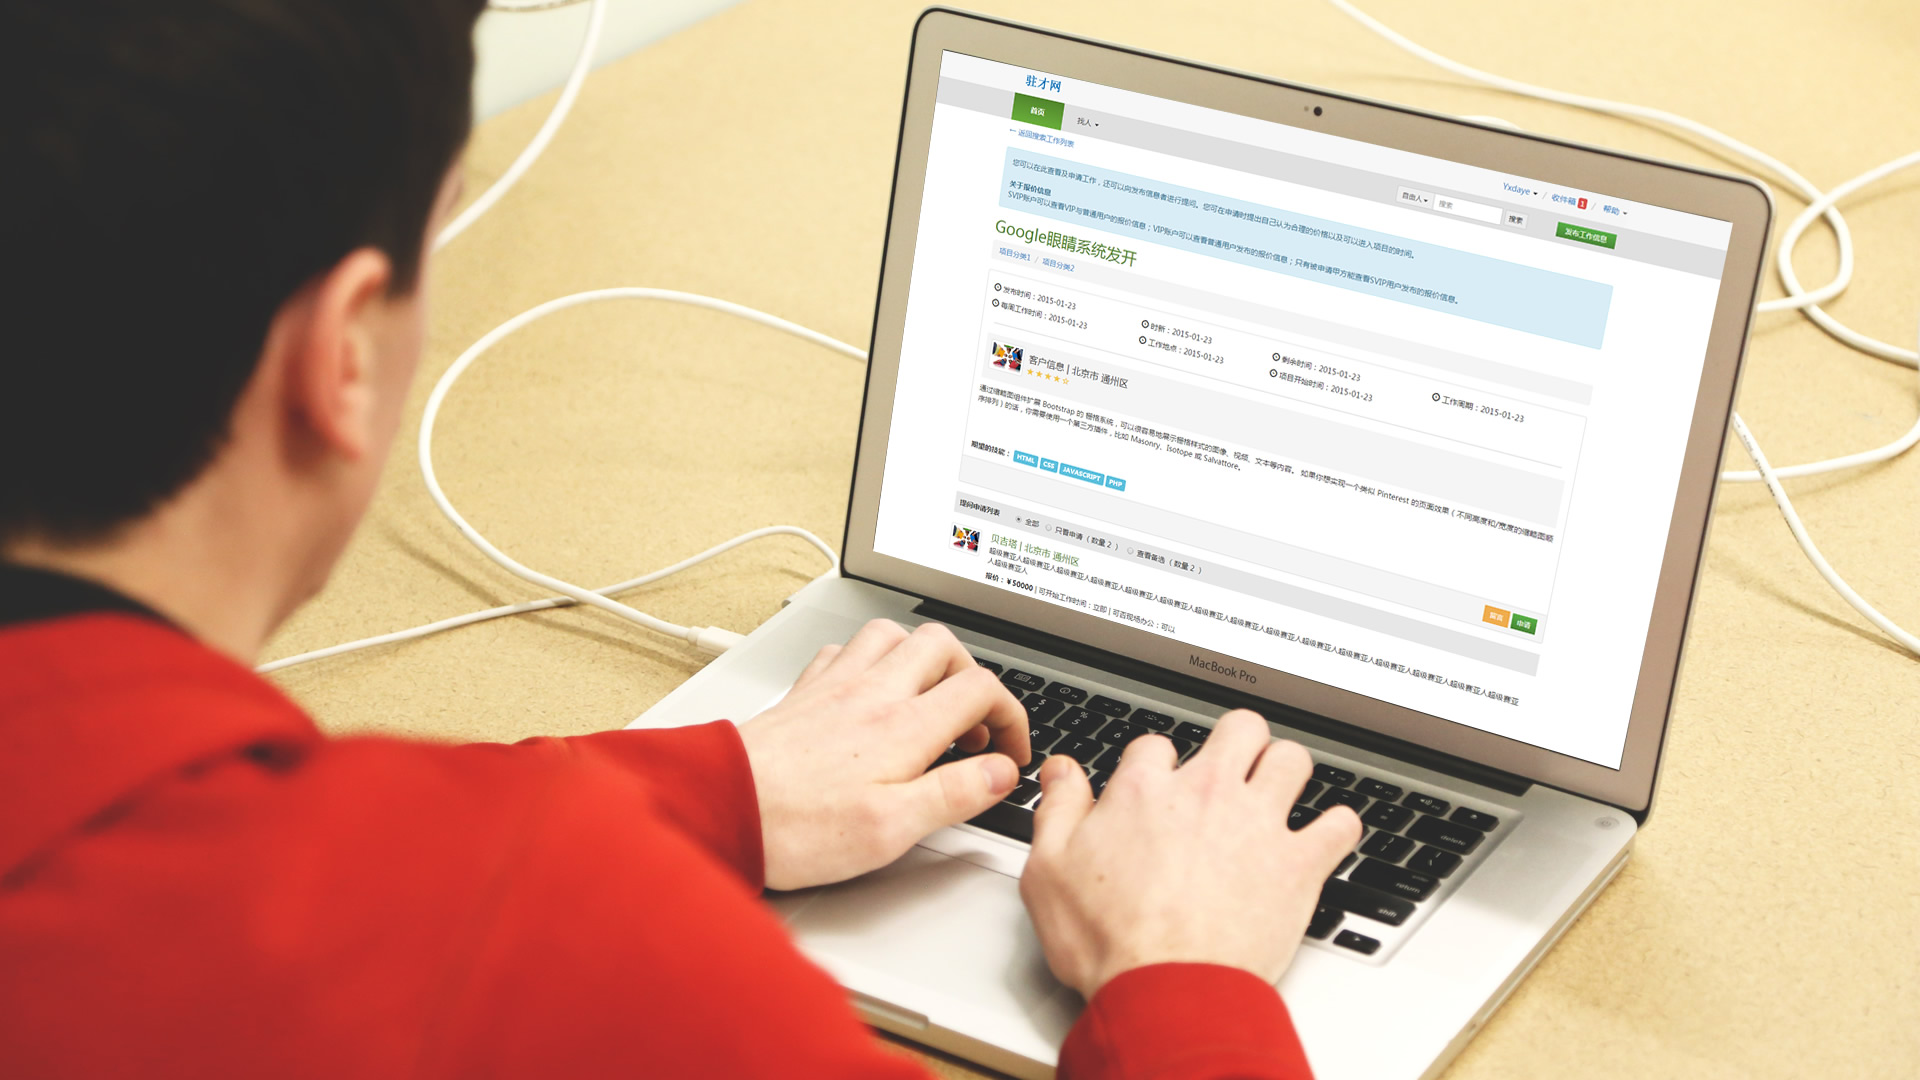 驻才网
首页 找人
Yxdaye / 收件箱 1 / 帮助
← 返回搜索工作列表
自由人 搜索 搜索 发布工作信息
您可以在此查看及申请工作，还可以向发布信息者进行提问。您可在申请时提出自己认为合理的价格以及可以进入项目的时间。
关于报价信息
SVIP账户可以查看VIP与普通用户的报价信息；VIP账户可以查看普通用户发布的报价信息；只有被申请甲方能查看SVIP用户发布的报价信息。
Google眼睛系统发开
项目分类1 / 项目分类2
发布时间：2015-01-23 时新：2015-01-23 剩余时间：2015-01-23 工作周期：2015-01-23
每周工作时间：2015-01-23 工作地点：2015-01-23 项目开始时间：2015-01-23
客户信息 | 北京市 通州区
通过缩略图组件扩展 Bootstrap 的 栅格系统，可以很容易地展示栅格样式的图像、视频、文本等内容。 如果你想实现一个类似 Pinterest 的页面效果（不同高度和/宽度的缩略图顺
序排列）的话，你需要使用一个第三方插件，比如 Masonry、Isotope 或 Salvattore。
期望的技能： HTML CSS JAVASCRIPT PHP
留言 申请
提问申请列表 全部 只看申请（数量 2 ） 查看备选（数量 2 ）
贝吉塔 | 北京市 通州区
超级赛亚人超级赛亚人超级赛亚人超级赛亚人超级赛亚人超级赛亚人超级赛亚人超级赛亚人超级赛亚人超级赛亚人超级赛亚人超级赛亚人超级赛亚人超级赛亚人超级赛亚
人超级赛亚人
报价：￥50000 | 可开始工作时间：立即 | 可否现场办公：可以
MacBook Pro
$ 4 % 5 ^ 6
R T
P
delete
return
shift